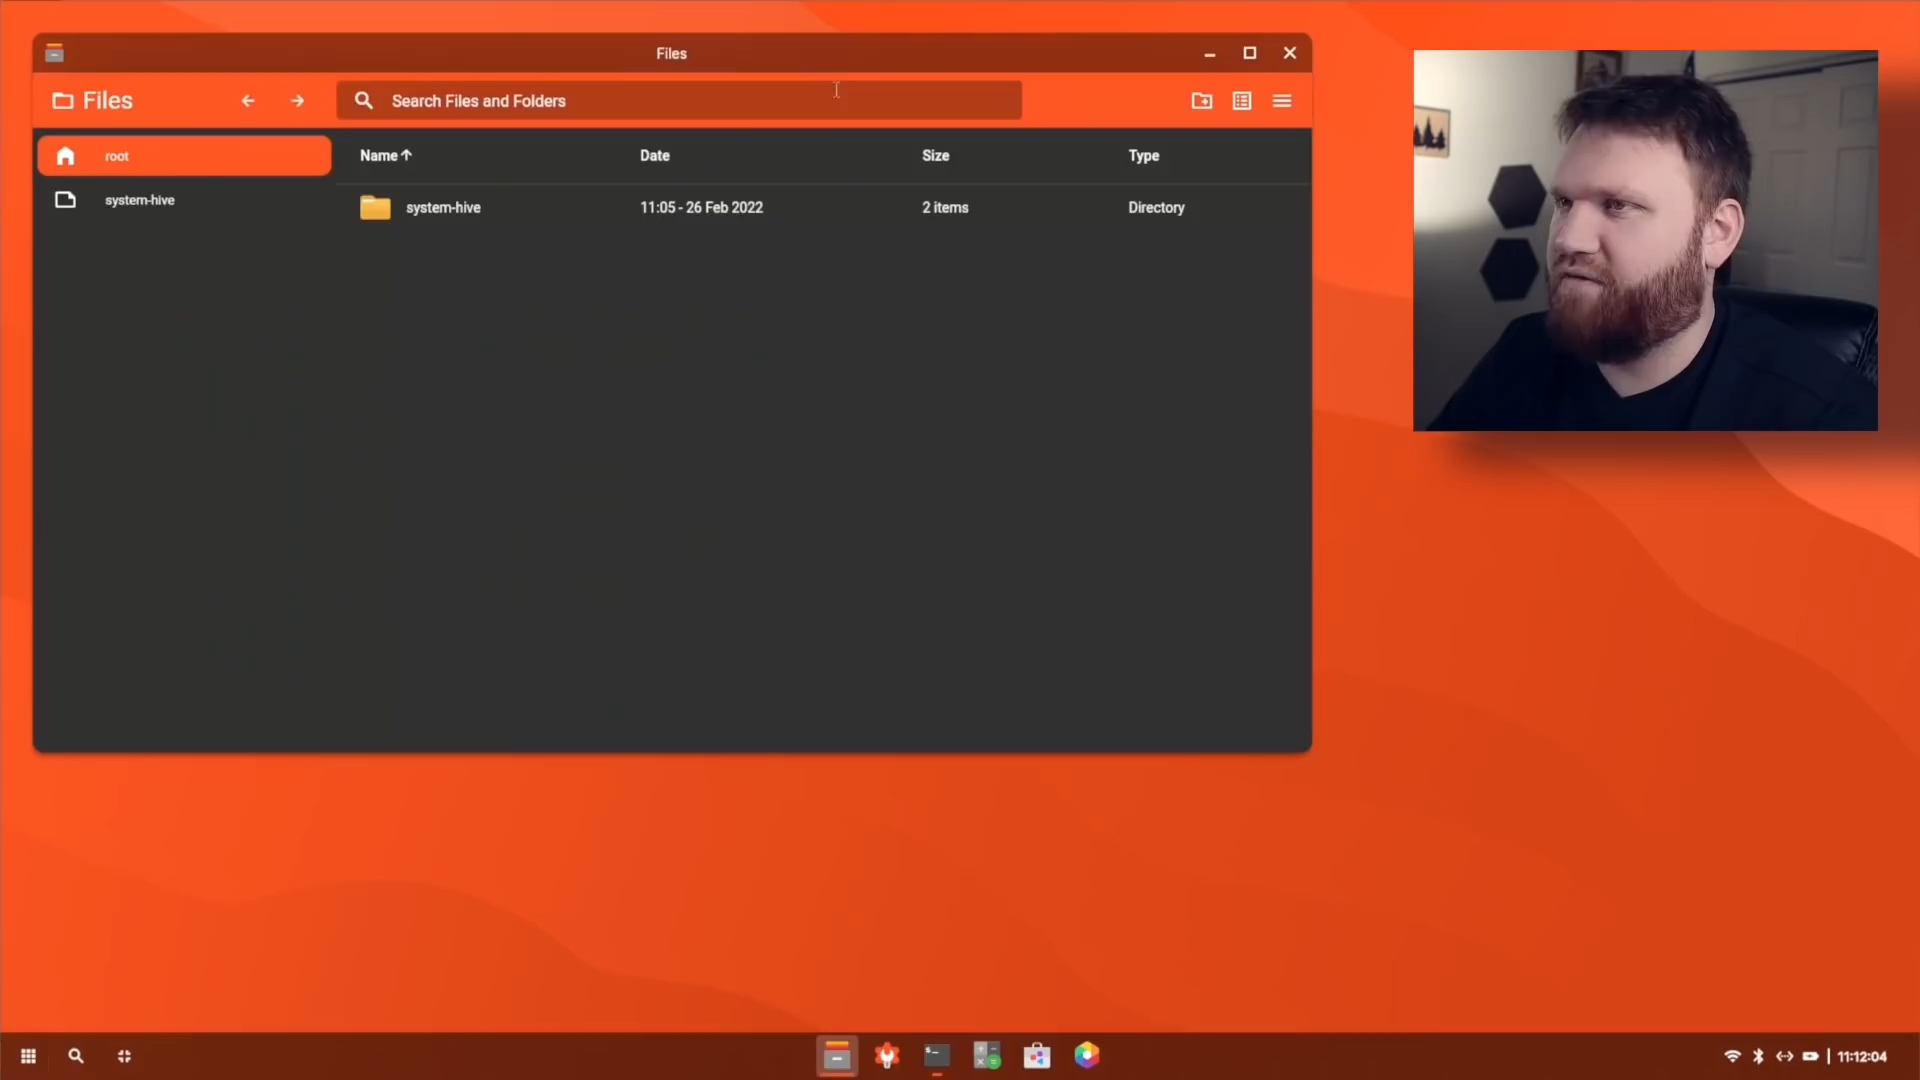 Files
Files
Search Files and Folders
root
system-hive
Name Date Size Type
system-hive 11:05 - 26 Feb 2022 2 items Directory
11:12:04